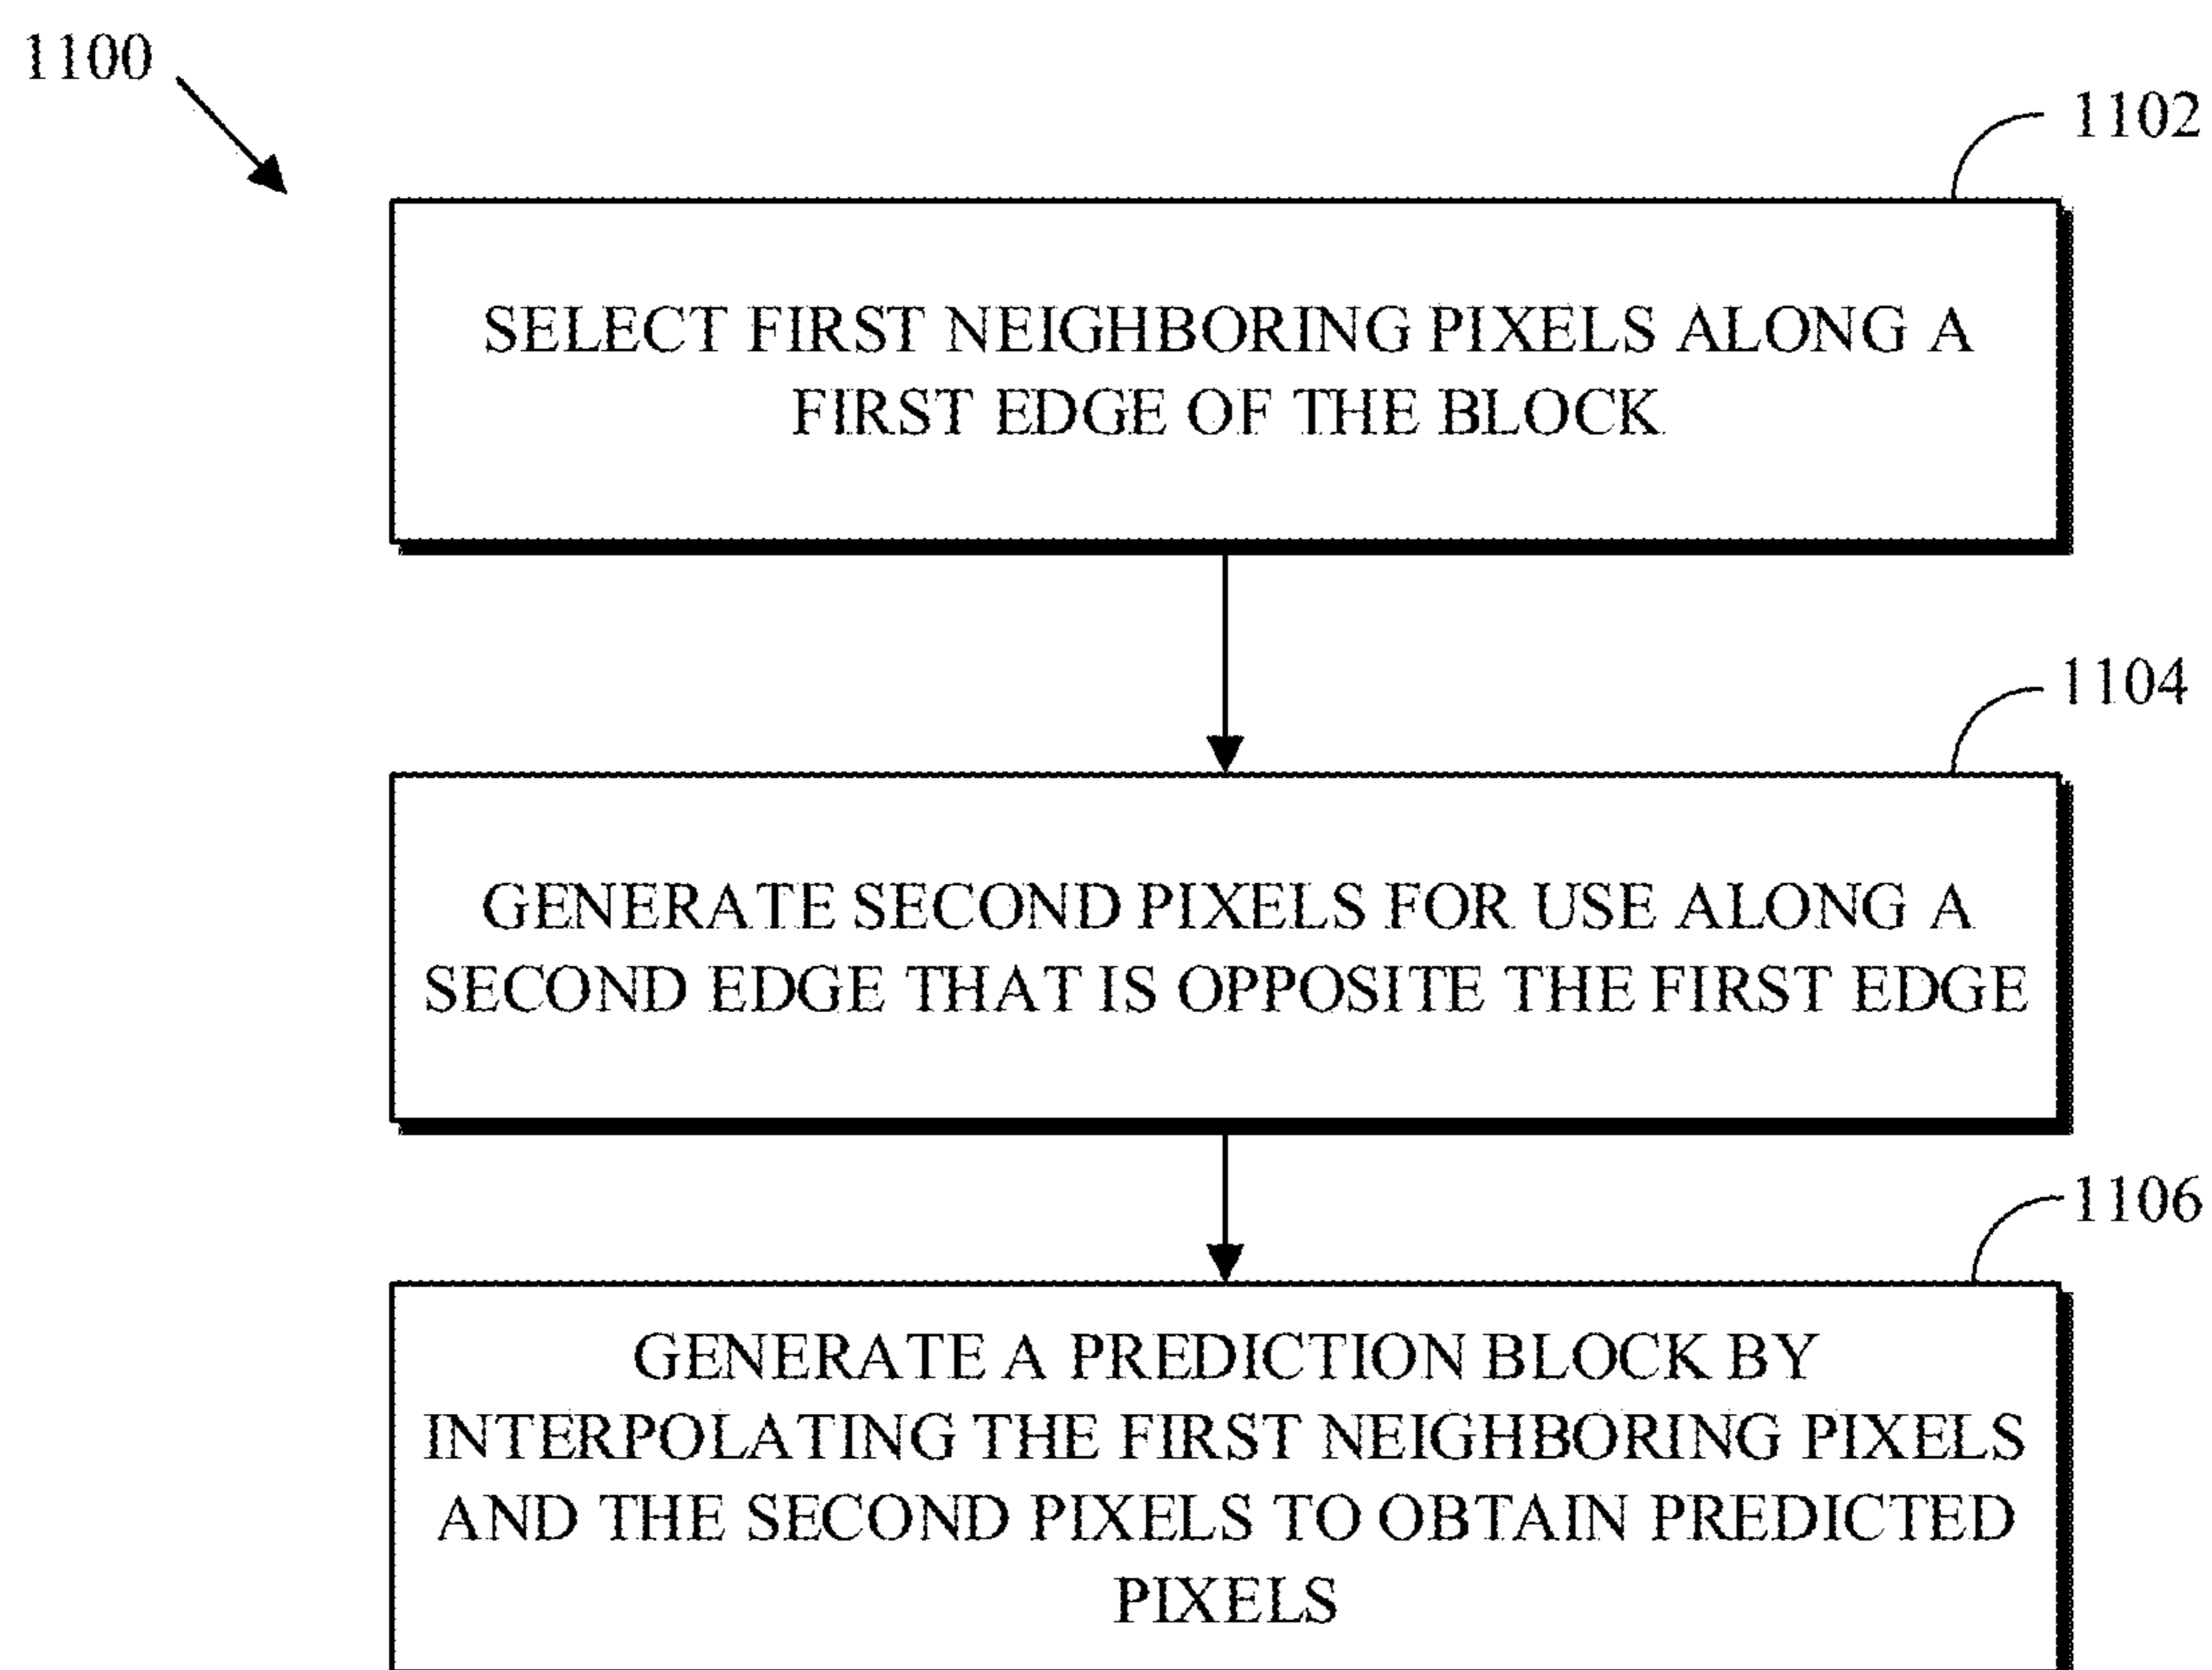 1100
1102
SELECT FIRST NEIGHBORING PIXELS ALONG A
FIRST EDGE OF THE BLOCK
1104
GENERATE SECOND PIXELS FOR USE ALONG A
SECOND EDGE THAT IS OPPOSITE THE FIRST EDGE
1106
GENERATE A PREDICTION BLOCK BY
INTERPOLATING THE FIRST NEIGHBORING PIXELS
AND THE SECOND PIXELS TO OBTAIN PREDICTED
PIXELS